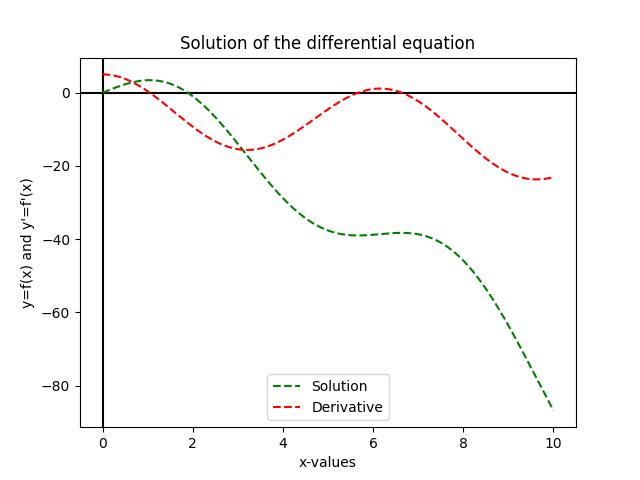 Solution of the differential equation
y=f(x) and y'=f'(x)
0
−20
−40
−60
−80
Solution
Derivative
0 2 4 6 8 10
x-values